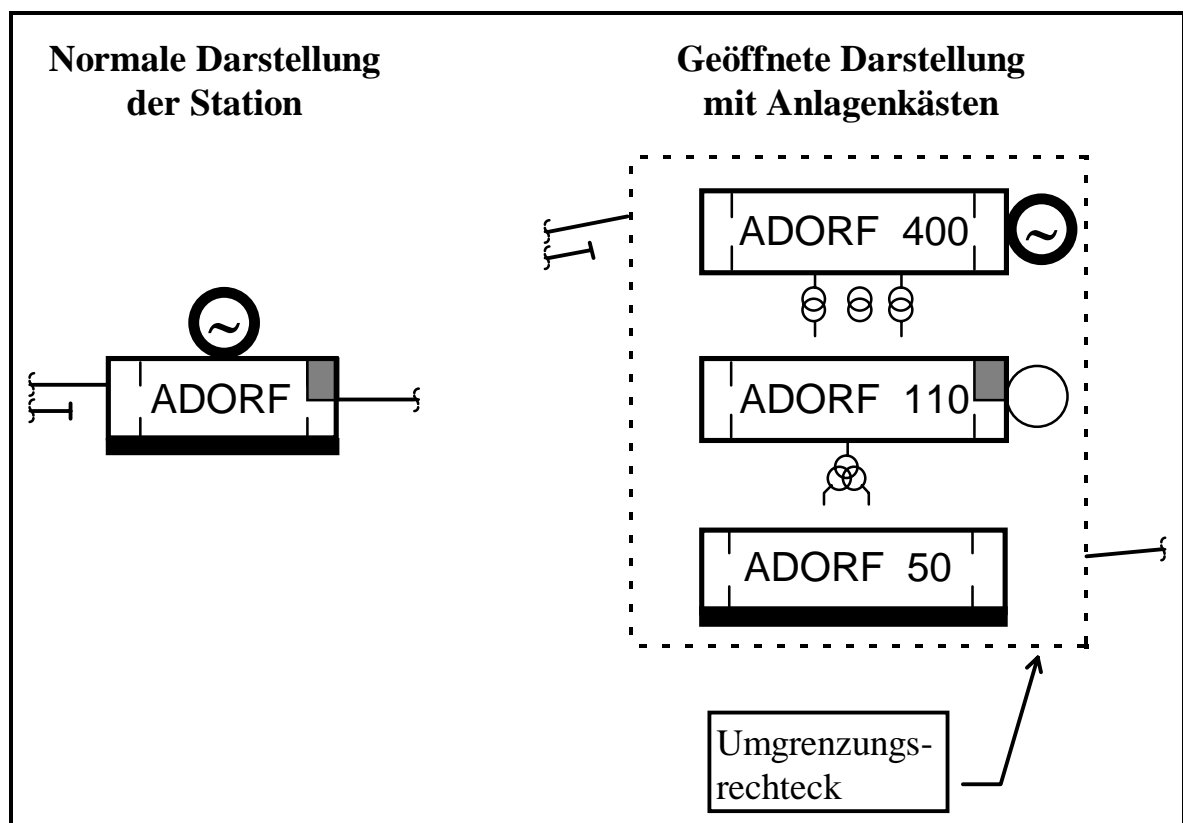 Normale Darstellung
der Station
Geöffnete Darstellung
mit Anlagenkästen
~
ADORF
ADORF 400
~
ADORF 110
ADORF 50
Umgrenzungs-
rechteck